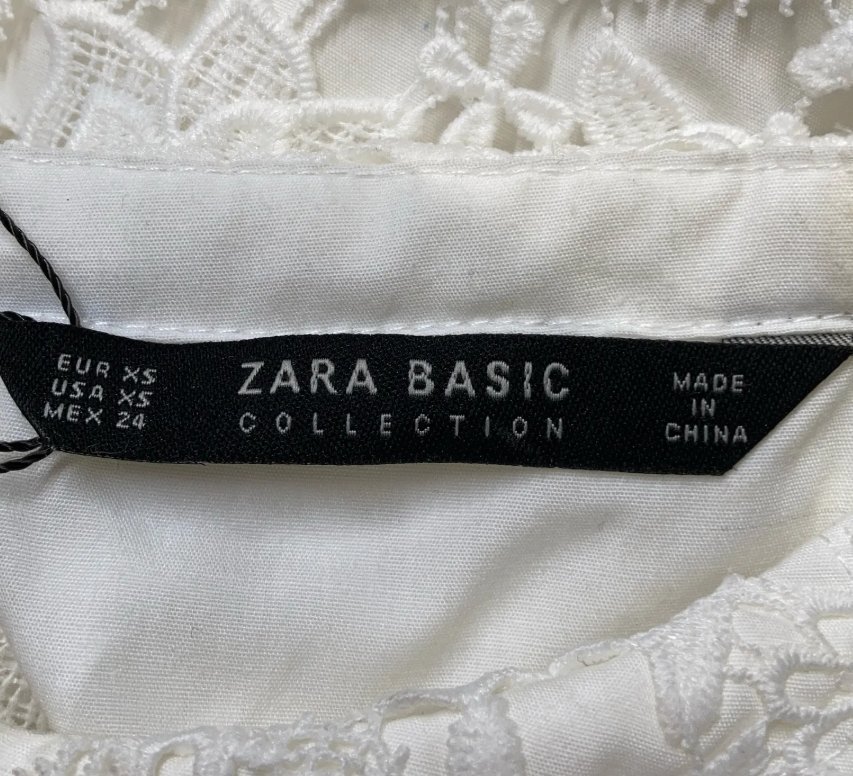 EUR XS
USA XS
MEX 24
ZARA BASIC
COLLECTION
MADE
IN
CHINA